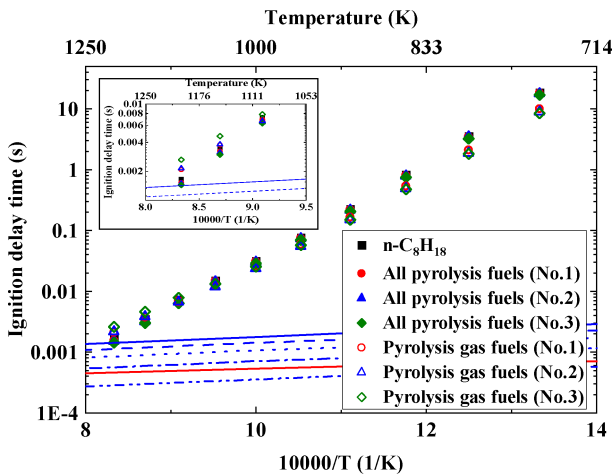 Temperature (K)
1250 1000 833 714
Ignition delay time (s)
10
1
0.1
0.01
0.001
1E-4
8 10 12 14
10000/T (1/K)
Temperature (K)
1250 1176 1111 1053
Ignition delay time (s)
0.01
0.008
0.006
0.004
0.002
8.0 8.5 9.0 9.5
10000/T (1/K)
n-C₈H₁₈
All pyrolysis fuels (No.1)
All pyrolysis fuels (No.2)
All pyrolysis fuels (No.3)
Pyrolysis gas fuels (No.1)
Pyrolysis gas fuels (No.2)
Pyrolysis gas fuels (No.3)